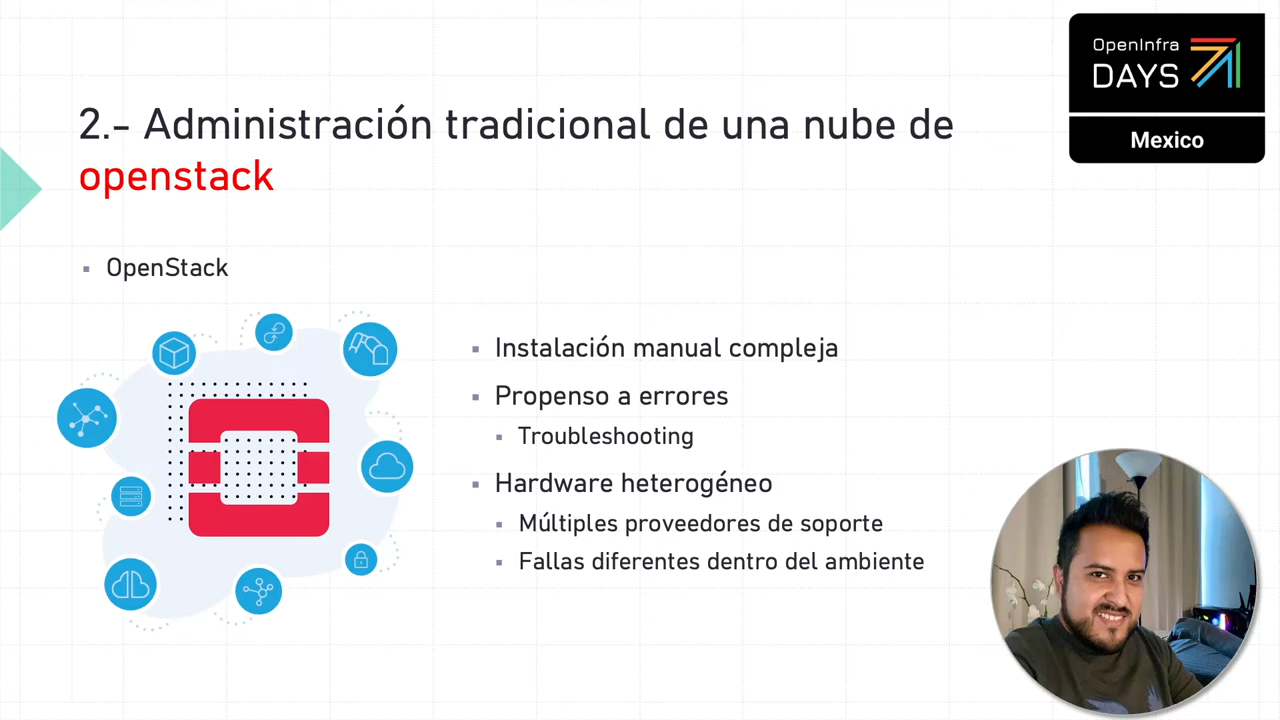 OpenInfra
DAYS
Mexico
2.- Administración tradicional de una nube de
openstack
▪ OpenStack
▪ Instalación manual compleja
▪ Propenso a errores
▪ Troubleshooting
▪ Hardware heterogéneo
▪ Múltiples proveedores de soporte
▪ Fallas diferentes dentro del ambiente